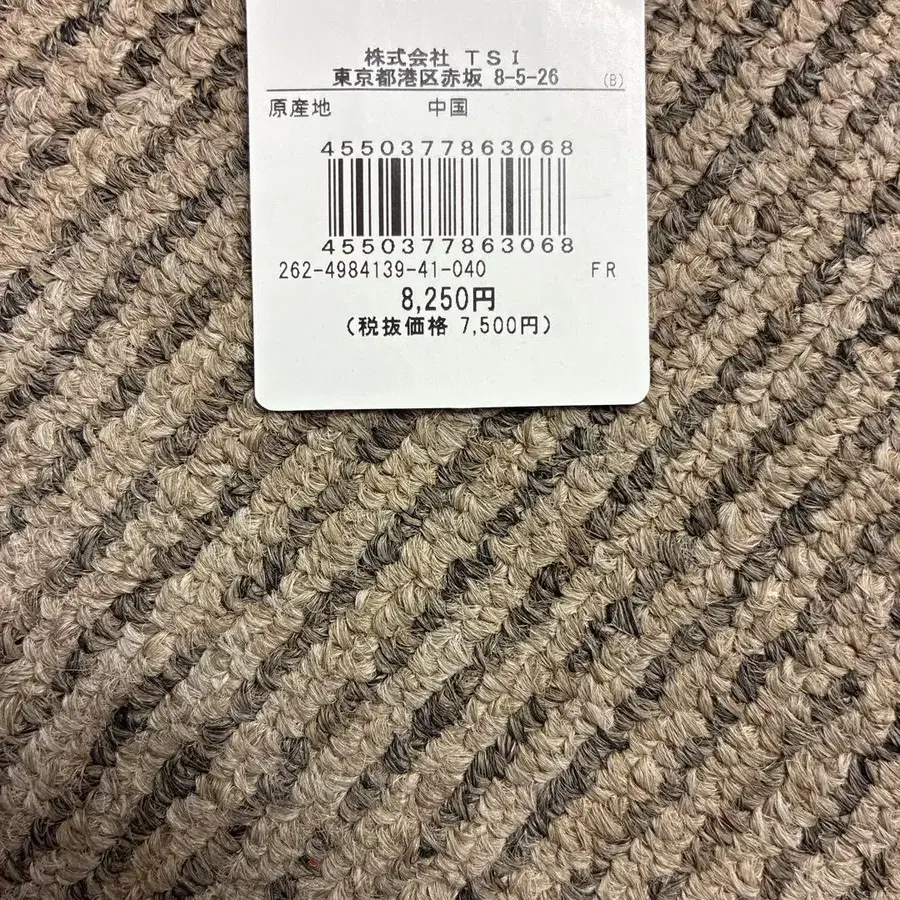 株式会社 TSI
東京都港区赤坂 8-5-26 (B)
原産地 中国
4550377863068
4550377863068
262-4984139-41-040 FR
8,250円
(税抜価格 7,500円)